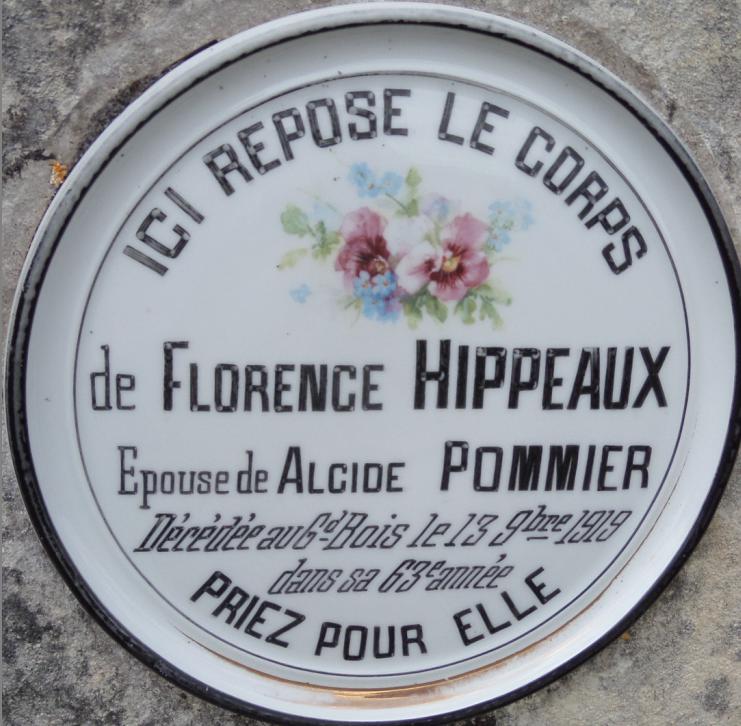 ICI REPOSE LE CORPS
de FLORENCE HIPPEAUX
Epouse de ALCIDE POMMIER
Décédée au Gd Bois le 13 9bre 1919
dans sa 63e année
PRIEZ POUR ELLE